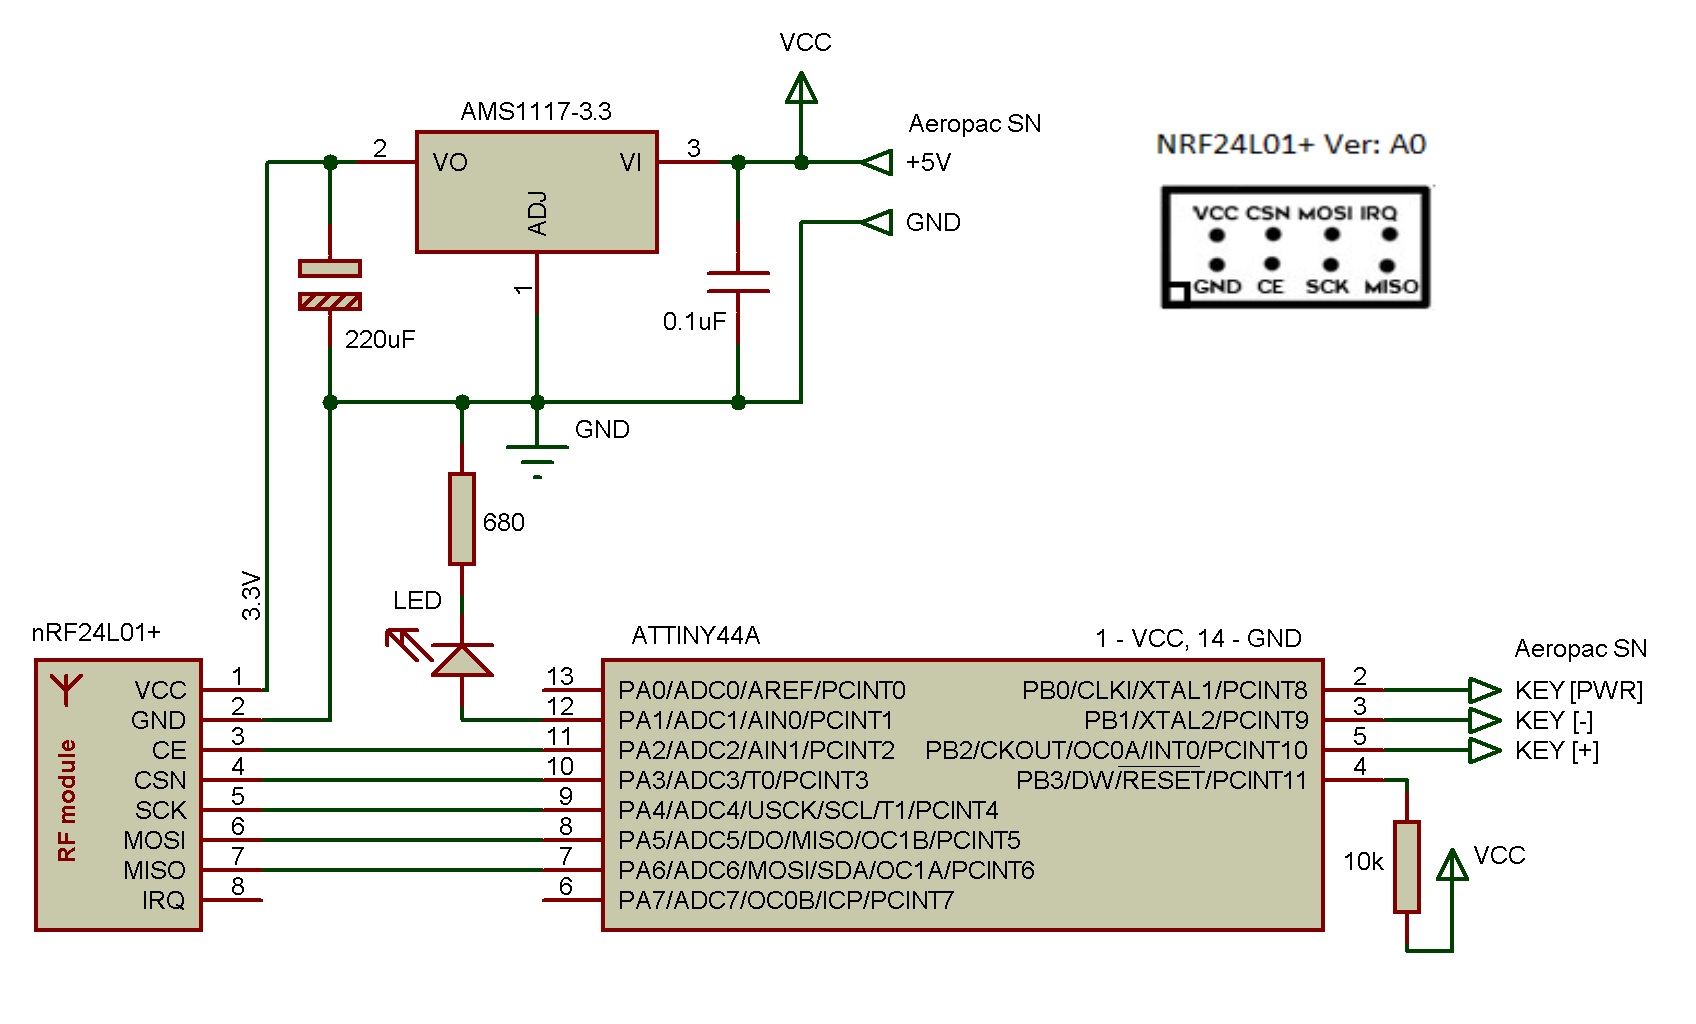 VCC
AMS1117-3.3
Aeropac SN
2 VO VI 3 +5V
ADJ
1
GND
0.1uF
220uF
GND
NRF24L01+ Ver: A0
VCC CSN MOSI IRQ
GND CE SCK MISO
680
3.3V
LED
nRF24L01+
RF module
VCC 1
GND 2
CE 3
CSN 4
SCK 5
MOSI 6
MISO 7
IRQ 8
ATTINY44A 1 - VCC, 14 - GND
13 PA0/ADC0/AREF/PCINT0
12 PA1/ADC1/AIN0/PCINT1
11 PA2/ADC2/AIN1/PCINT2
10 PA3/ADC3/T0/PCINT3
9 PA4/ADC4/USCK/SCL/T1/PCINT4
8 PA5/ADC5/DO/MISO/OC1B/PCINT5
7 PA6/ADC6/MOSI/SDA/OC1A/PCINT6
6 PA7/ADC7/OC0B/ICP/PCINT7
PB0/CLKI/XTAL1/PCINT8 2
PB1/XTAL2/PCINT9 3
PB2/CKOUT/OC0A/INT0/PCINT10 5
PB3/DW/RESET/PCINT11 4
Aeropac SN
KEY [PWR]
KEY [-]
KEY [+]
10k
VCC